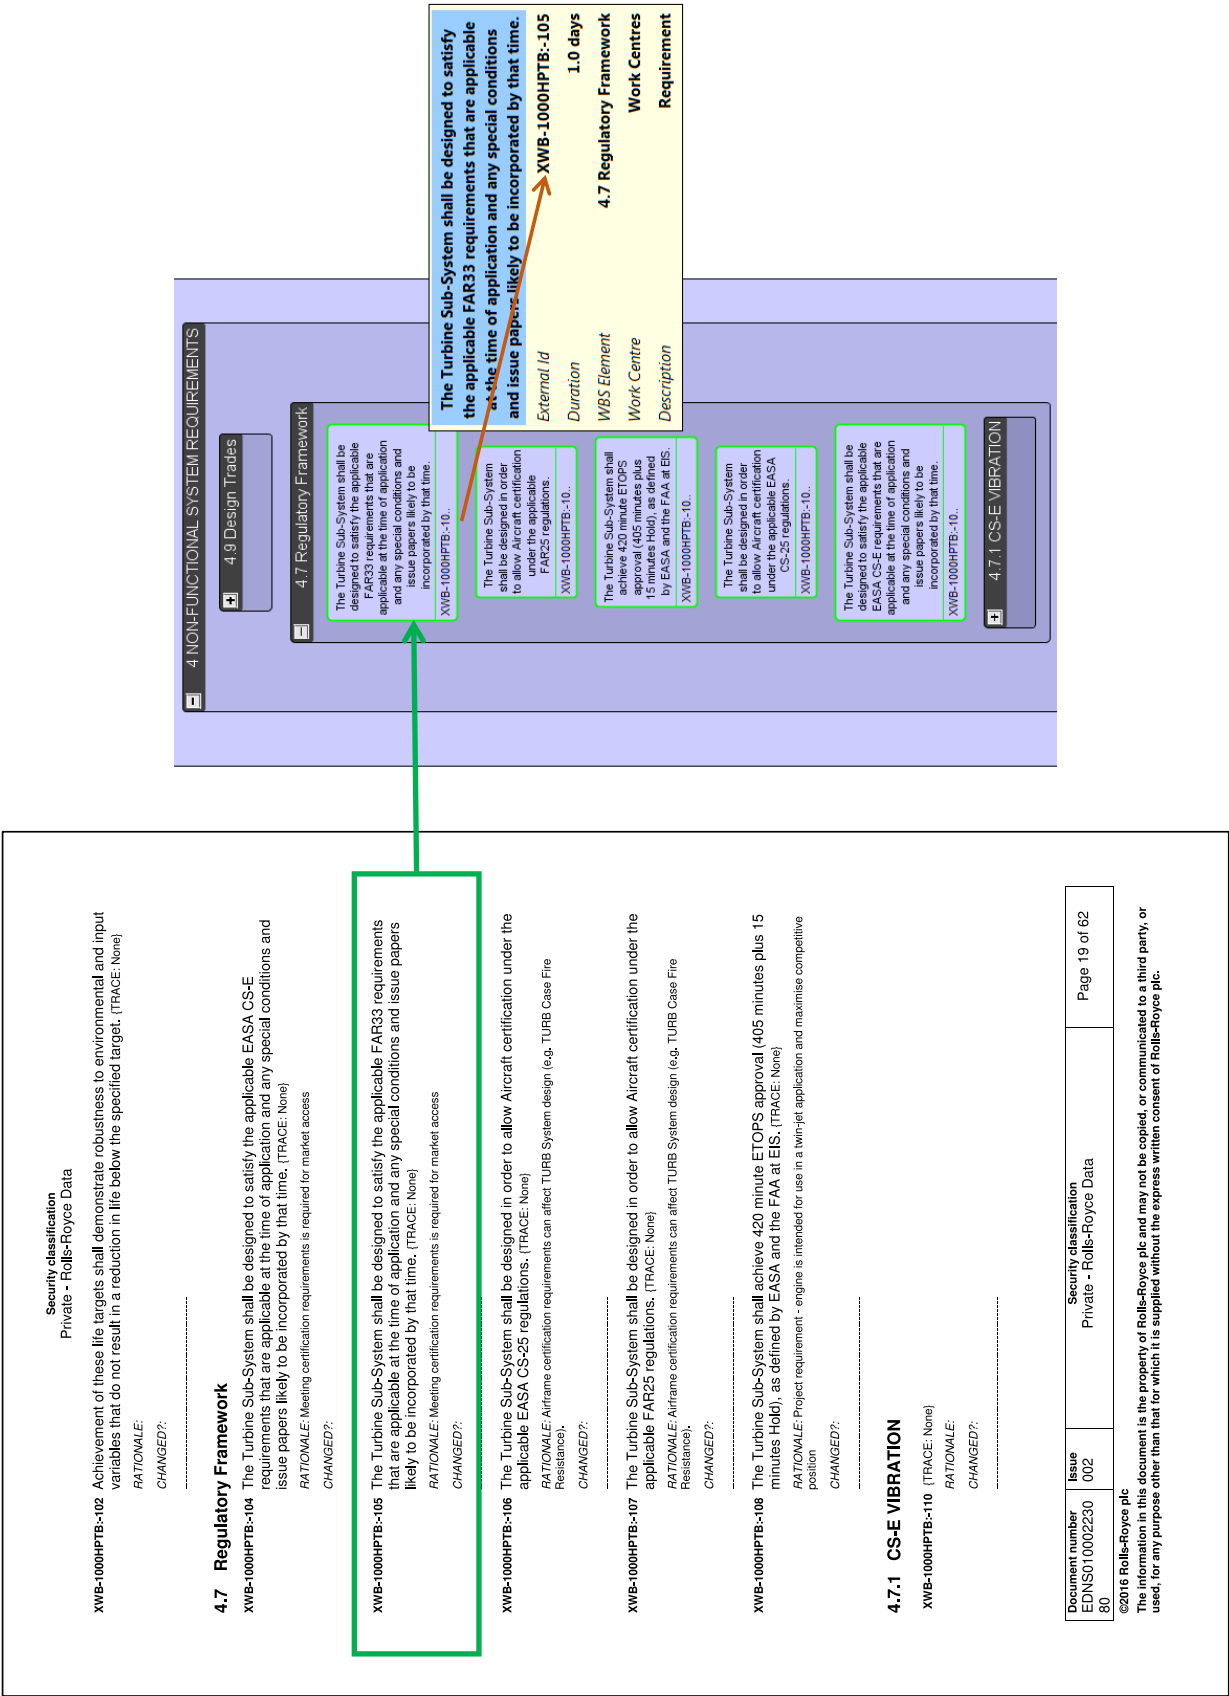 Security classification
Private - Rolls-Royce Data
XWB-1000HPTB:-102 Achievement of these life targets shall demonstrate robustness to environmental and input
variables that do not result in a reduction in life below the specified target. {TRACE: None}
RATIONALE:
CHANGED?:
4.7 Regulatory Framework
XWB-1000HPTB:-104 The Turbine Sub-System shall be designed to satisfy the applicable EASA CS-E
requirements that are applicable at the time of application and any special conditions and
issue papers likely to be incorporated by that time. {TRACE: None}
RATIONALE: Meeting certification requirements is required for market access
CHANGED?:
XWB-1000HPTB:-105 The Turbine Sub-System shall be designed to satisfy the applicable FAR33 requirements
that are applicable at the time of application and any special conditions and issue papers
likely to be incorporated by that time. {TRACE: None}
RATIONALE: Meeting certification requirements is required for market access
CHANGED?:
XWB-1000HPTB:-106 The Turbine Sub-System shall be designed in order to allow Aircraft certification under the
applicable EASA CS-25 regulations. {TRACE: None}
RATIONALE: Airframe certification requirements can affect TURB System design (e.g. TURB Case Fire
Resistance).
CHANGED?:
XWB-1000HPTB:-107 The Turbine Sub-System shall be designed in order to allow Aircraft certification under the
applicable FAR25 regulations. {TRACE: None}
RATIONALE: Airframe certification requirements can affect TURB System design (e.g. TURB Case Fire
Resistance).
CHANGED?:
XWB-1000HPTB:-108 The Turbine Sub-System shall achieve 420 minute ETOPS approval (405 minutes plus 15
minutes Hold), as defined by EASA and the FAA at EIS. {TRACE: None}
RATIONALE: Project requirement - engine is intended for use in a twin-jet application and maximise competitive
position
CHANGED?:
4.7.1 CS-E VIBRATION
XWB-1000HPTB:-110 {TRACE: None}
RATIONALE:
CHANGED?:
Document number Issue Security classification
EDNS010002230 002 Private - Rolls-Royce Data Page 19 of 62
80
©2016 Rolls-Royce plc
The information in this document is the property of Rolls-Royce plc and may not be copied, or communicated to a third party, or
used, for any purpose other than that for which it is supplied without the express written consent of Rolls-Royce plc.
4 NON-FUNCTIONAL SYSTEM REQUIREMENTS
4.9 Design Trades
4.7 Regulatory Framework
The Turbine Sub-System shall be
designed to satisfy the applicable
FAR33 requirements that are
applicable at the time of application
and any special conditions and
issue papers likely to be
incorporated by that time.
XWB-1000HPTB:-10..
The Turbine Sub-System
shall be designed in order
to allow Aircraft certification
under the applicable
FAR25 regulations.
XWB-1000HPTB:-10..
The Turbine Sub-System shall
achieve 420 minute ETOPS
approval (405 minutes plus
15 minutes Hold), as defined
by EASA and the FAA at EIS.
XWB-1000HPTB:-10..
The Turbine Sub-System
shall be designed in order
to allow Aircraft certification
under the applicable EASA
CS-25 regulations.
XWB-1000HPTB:-10..
The Turbine Sub-System shall be
designed to satisfy the applicable
EASA CS-E requirements that are
applicable at the time of application
and any special conditions and
issue papers likely to be
incorporated by that time.
XWB-1000HPTB:-10..
4.7.1 CS-E VIBRATION
The Turbine Sub-System shall be designed to satisfy
the applicable FAR33 requirements that are applicable
at the time of application and any special conditions
and issue papers likely to be incorporated by that time.
External Id XWB-1000HPTB:-105
Duration 1.0 days
WBS Element 4.7 Regulatory Framework
Work Centre Work Centres
Description Requirement